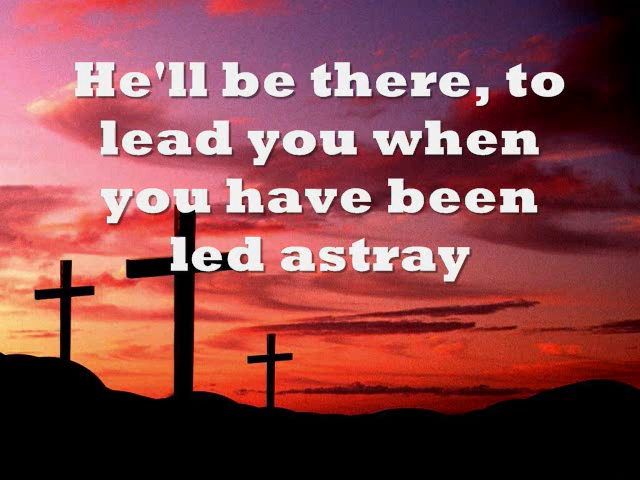 He'll be there, to
lead you when
you have been
led astray